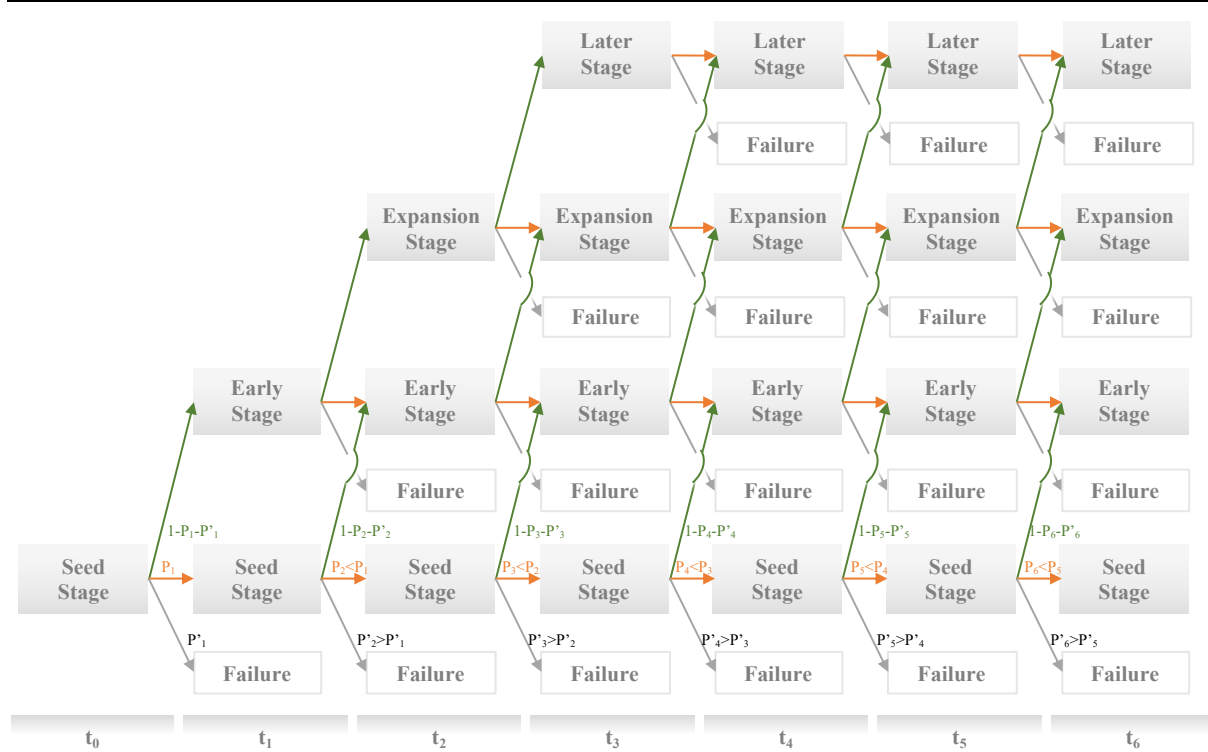 Later Stage
Later Stage
Later Stage
Later Stage
Failure
Failure
Failure
Expansion Stage
Expansion Stage
Expansion Stage
Expansion Stage
Expansion Stage
Failure
Failure
Failure
Failure
Early Stage
Early Stage
Early Stage
Early Stage
Early Stage
Early Stage
Failure
Failure
Failure
Failure
Failure
1-P₁-P’₁
1-P₂-P’₂
1-P₃-P’₃
1-P₄-P’₄
1-P₅-P’₅
1-P₆-P’₆
Seed Stage
P₁
Seed Stage
P₂<P₁
Seed Stage
P₃<P₂
Seed Stage
P₄<P₃
Seed Stage
P₅<P₄
Seed Stage
P₆<P₅
Seed Stage
P’₁
P’₂>P’₁
P’₃>P’₂
P’₄>P’₃
P’₅>P’₄
P’₆>P’₅
Failure
Failure
Failure
Failure
Failure
Failure
t₀
t₁
t₂
t₃
t₄
t₅
t₆